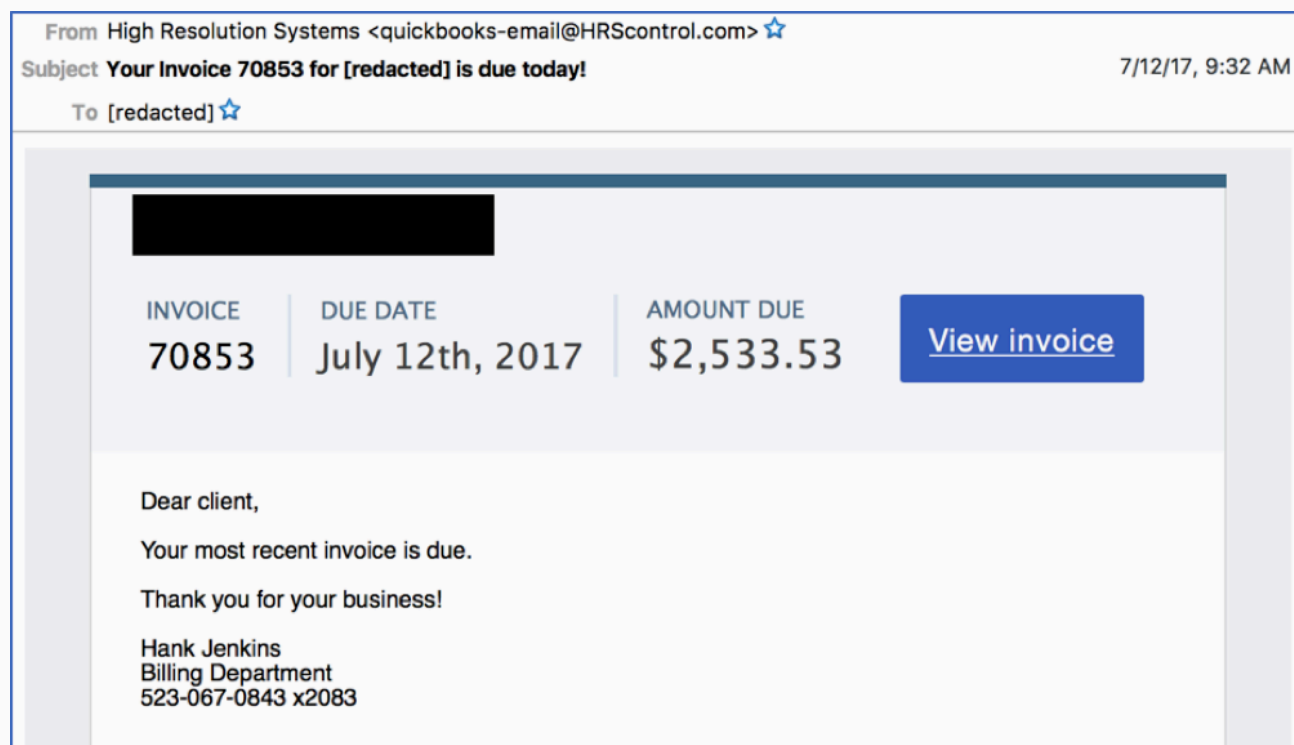 From High Resolution Systems <quickbooks-email@HRScontrol.com>
Subject Your Invoice 70853 for [redacted] is due today!
7/12/17, 9:32 AM
To [redacted]
INVOICE DUE DATE AMOUNT DUE
70853 July 12th, 2017 $2,533.53 View invoice
Dear client,
Your most recent invoice is due.
Thank you for your business!
Hank Jenkins
Billing Department
523-067-0843 x2083